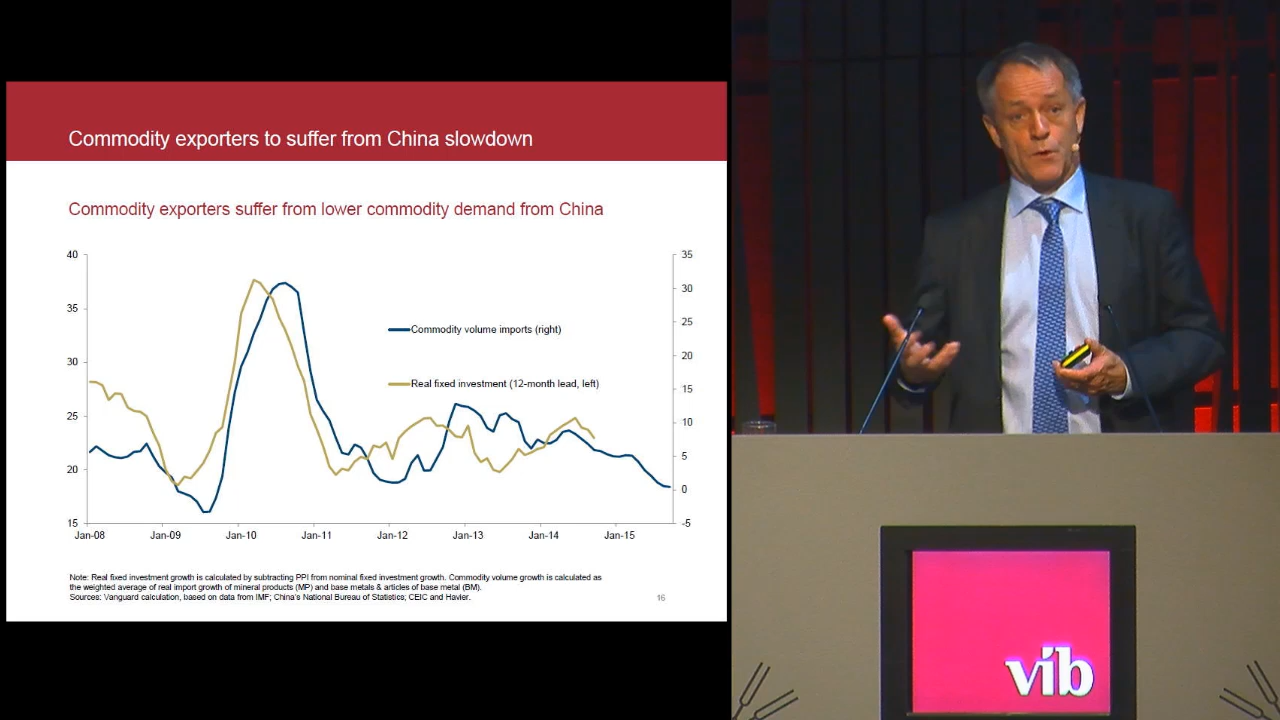 Commodity exporters to suffer from China slowdown
Commodity exporters suffer from lower commodity demand from China
40
35
30
25
20
15
35
30
25
20
15
10
5
0
-5
Commodity volume imports (right)
Real fixed investment (12-month lead, left)
Jan-08 Jan-09 Jan-10 Jan-11 Jan-12 Jan-13 Jan-14 Jan-15
Note: Real fixed investment growth is calculated by subtracting PPI from nominal fixed investment growth. Commodity volume growth is calculated as
the weighted average of real import growth of mineral products (MP) and base metals & articles of base metal (BM).
Sources: Vanguard calculation, based on data from IMF; China's National Bureau of Statistics; CEIC and Havier.
16
vib